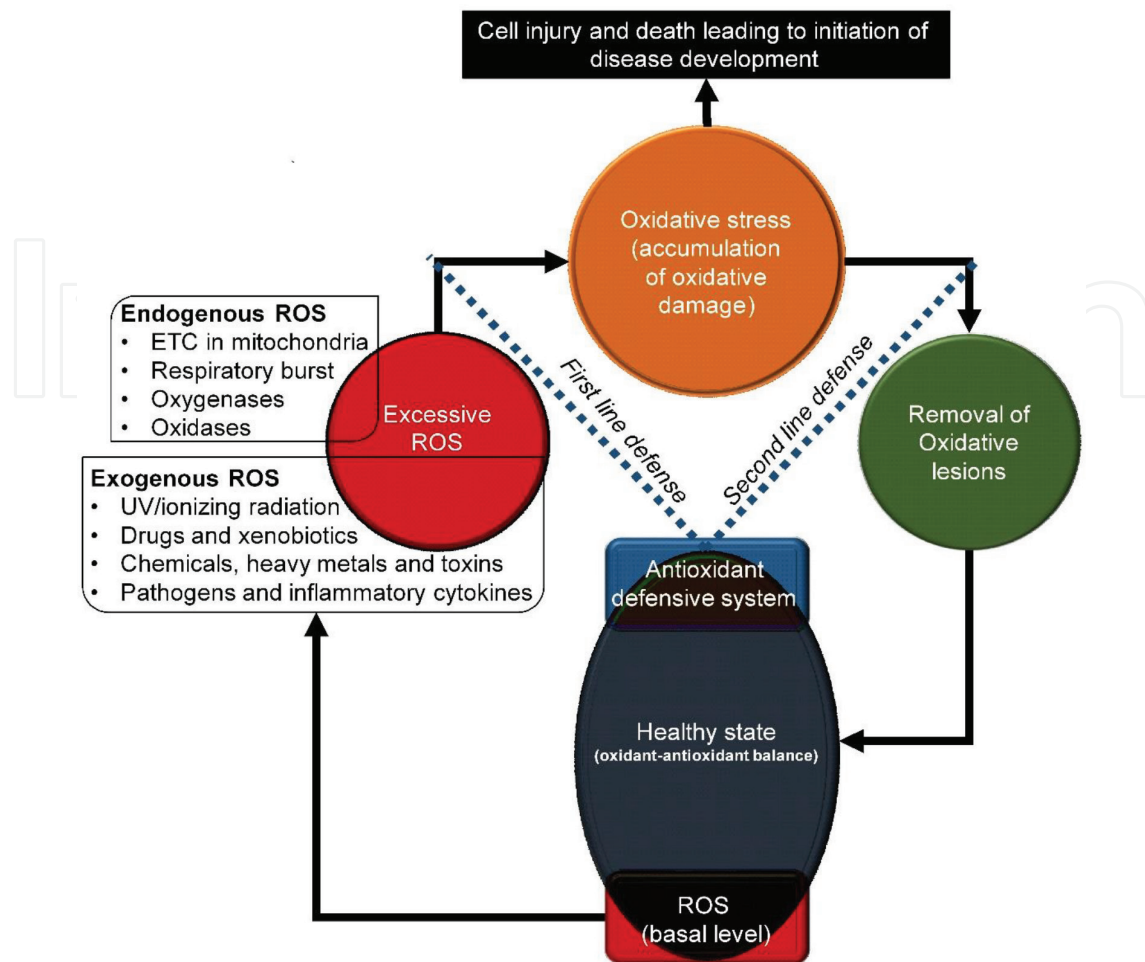 Cell injury and death leading to initiation of
disease development
Oxidative stress
(accumulation
of oxidative
damage)
Endogenous ROS
• ETC in mitochondria
• Respiratory burst
• Oxygenases
• Oxidases
Excessive
ROS
First line defense
Second line defense
Removal of
Oxidative
lesions
Exogenous ROS
• UV/ionizing radiation
• Drugs and xenobiotics
• Chemicals, heavy metals and toxins
• Pathogens and inflammatory cytokines
Antioxidant
defensive system
Healthy state
(oxidant-antioxidant balance)
ROS
(basal level)